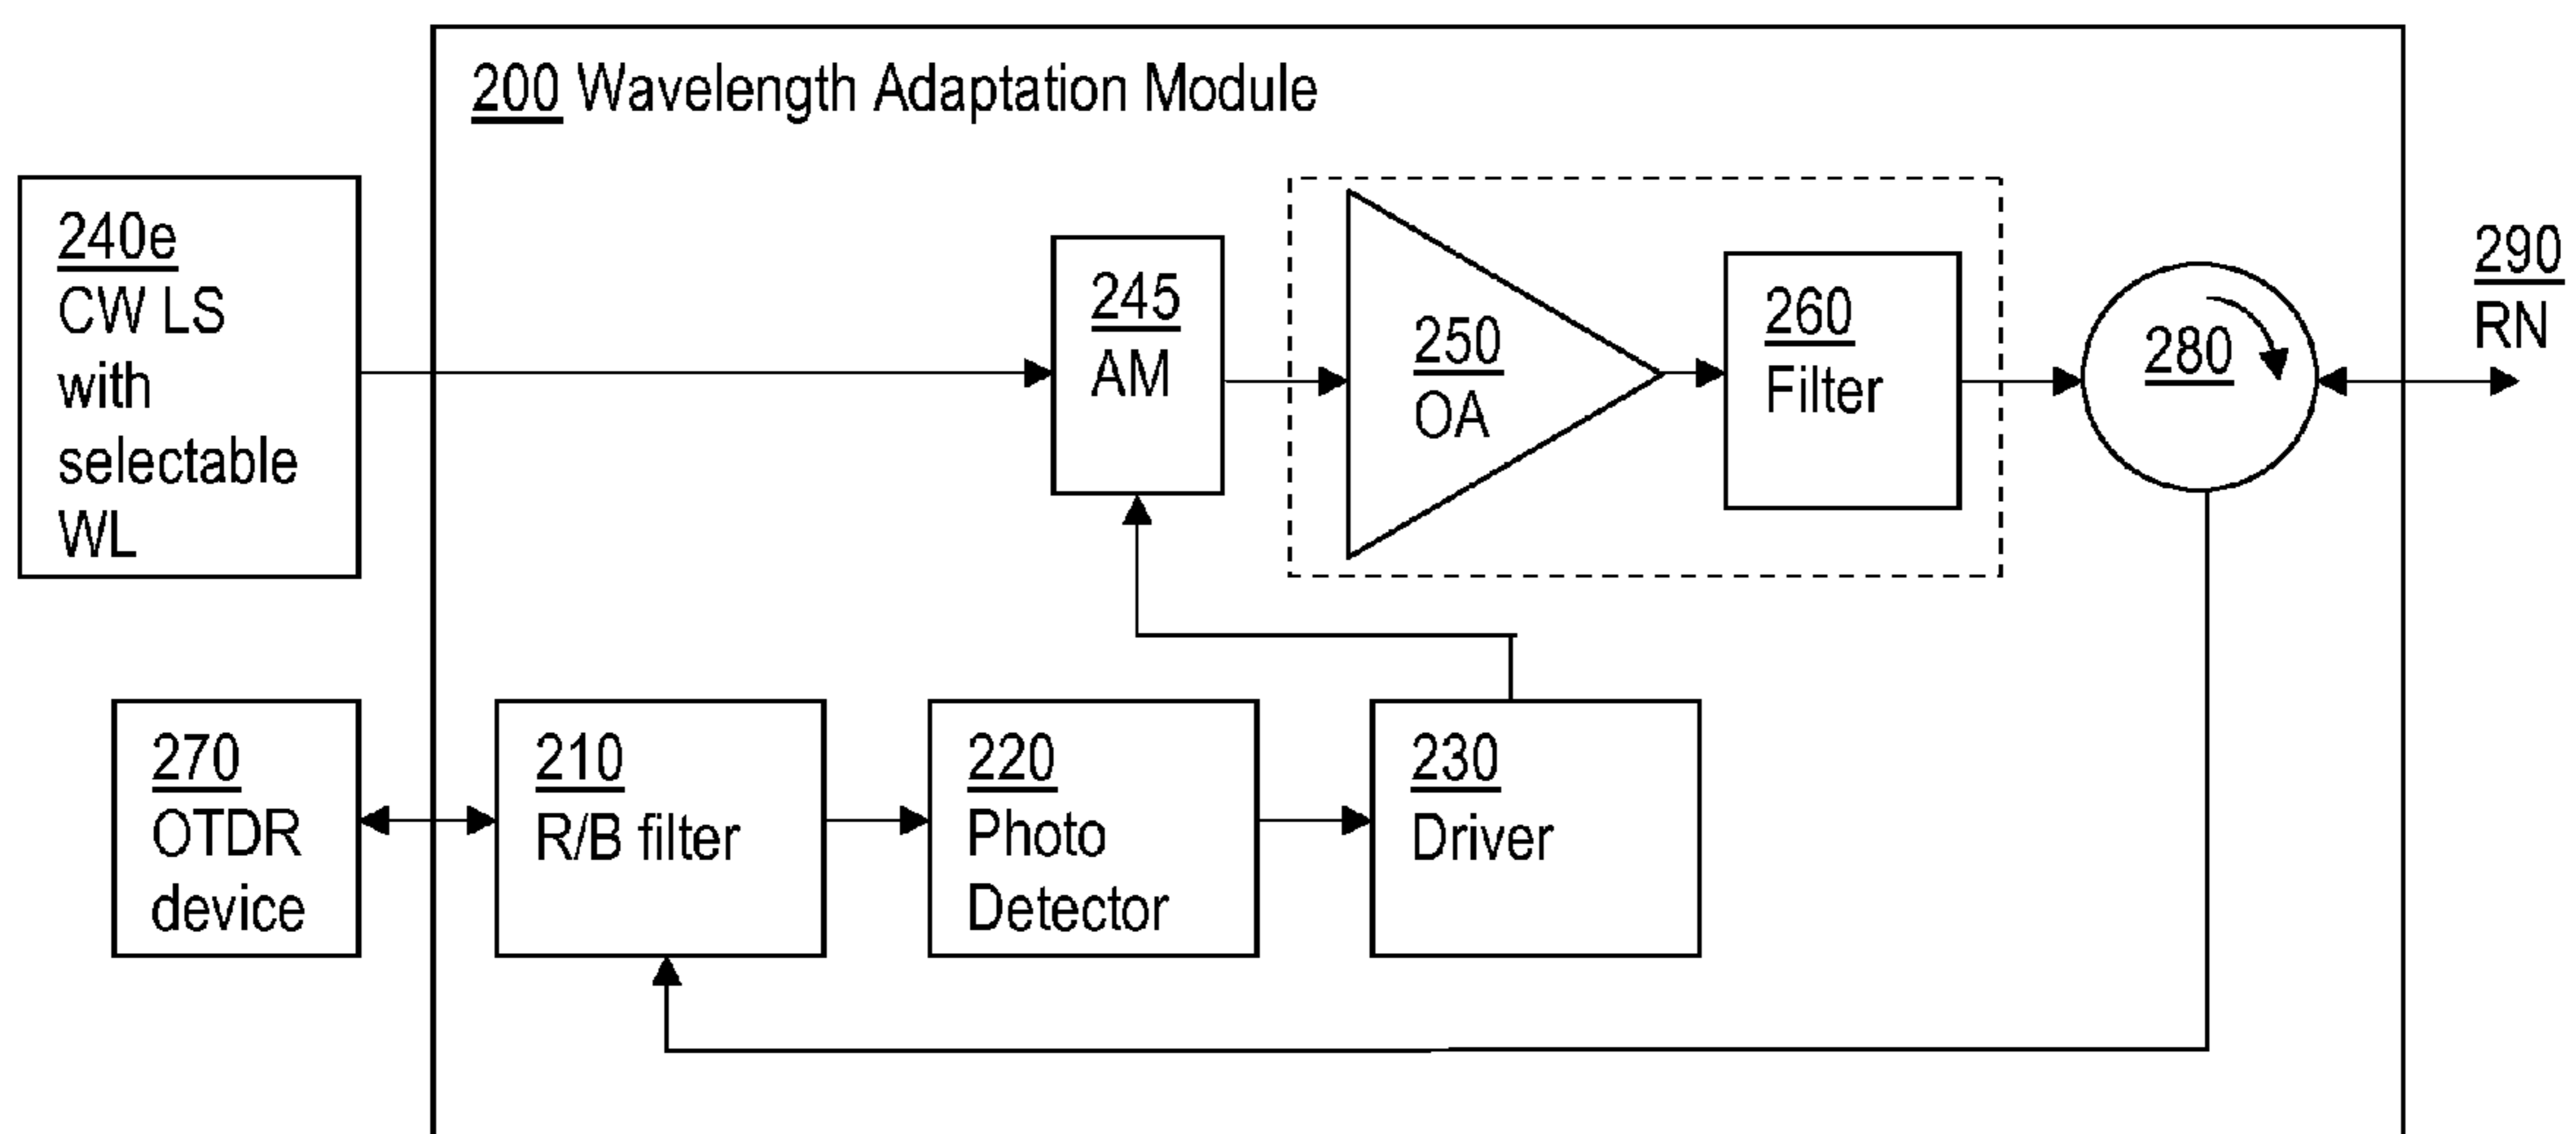 200 Wavelength Adaptation Module
240e
CW LS
with
selectable
WL
245
AM
250
OA
260
Filter
280
290
RN
270
OTDR
device
210
R/B filter
220
Photo
Detector
230
Driver